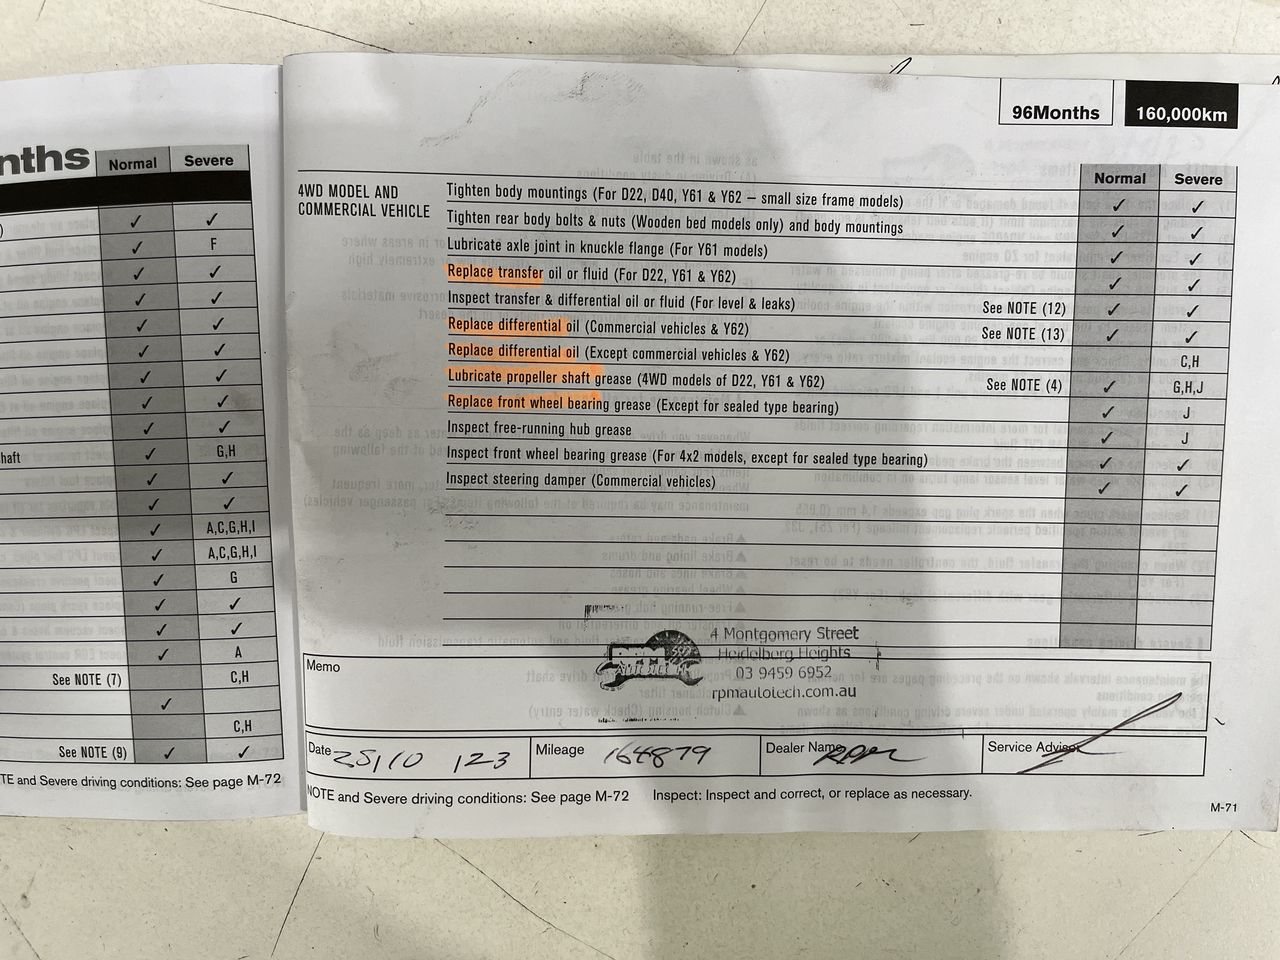 nths
Normal Severe
✓ ✓
✓ F
✓ ✓
✓ ✓
✓ ✓
✓ ✓
✓ ✓
✓ ✓
✓ ✓
haft ✓ G,H
✓ ✓
✓ ✓
✓ A,C,G,H,I
✓ A,C,G,H,I
✓ G
✓ ✓
✓ ✓
✓ A
See NOTE (7) C,H
✓
C,H
See NOTE (9) ✓ ✓
TE and Severe driving conditions: See page M-72
96Months 160,000km
Normal Severe
4WD MODEL AND
COMMERCIAL VEHICLE
Tighten body mountings (For D22, D40, Y61 & Y62 – small size frame models) ✓ ✓
Tighten rear body bolts & nuts (Wooden bed models only) and body mountings ✓ ✓
Lubricate axle joint in knuckle flange (For Y61 models) ✓ ✓
Replace transfer oil or fluid (For D22, Y61 & Y62) ✓ ✓
Inspect transfer & differential oil or fluid (For level & leaks) See NOTE (12) ✓ ✓
Replace differential oil (Commercial vehicles & Y62) See NOTE (13) ✓ ✓
Replace differential oil (Except commercial vehicles & Y62) C,H
Lubricate propeller shaft grease (4WD models of D22, Y61 & Y62) See NOTE (4) ✓ G,H,J
Replace front wheel bearing grease (Except for sealed type bearing) ✓ J
Inspect free-running hub grease ✓ J
Inspect front wheel bearing grease (For 4x2 models, except for sealed type bearing) ✓ ✓
Inspect steering damper (Commercial vehicles) ✓ ✓
4 Montgomery Street
Heidelberg Heights
03 9459 6952
rpmautotech.com.au
Memo
Date 25/10 123 Mileage 164879 Dealer Name RPM Service Advisor
NOTE and Severe driving conditions: See page M-72 Inspect: Inspect and correct, or replace as necessary.
M-71